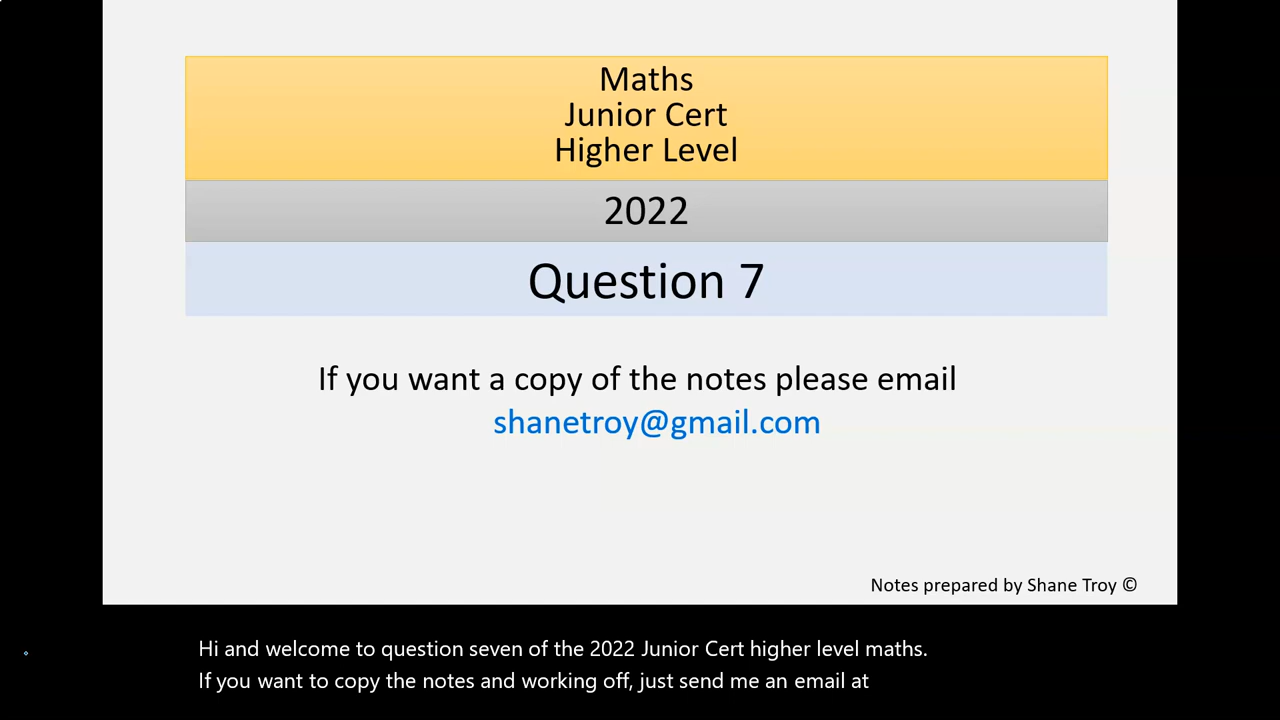 Maths
Junior Cert
Higher Level
2022
Question 7
If you want a copy of the notes please email
shanetroy@gmail.com
Notes prepared by Shane Troy ©
Hi and welcome to question seven of the 2022 Junior Cert higher level maths.
If you want to copy the notes and working off, just send me an email at